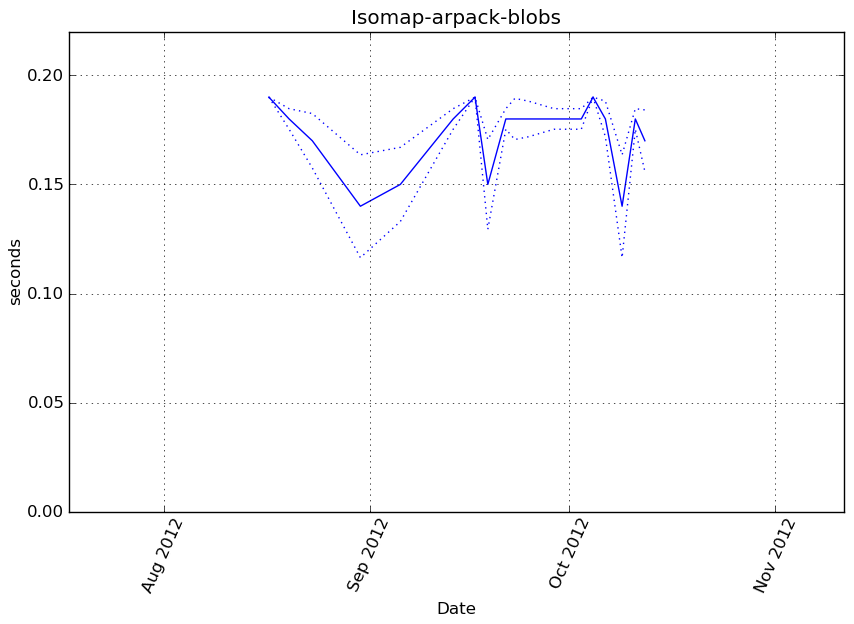 Isomap-arpack-blobs
0.20
0.15
0.10
0.05
0.00
seconds
Aug 2012
Sep 2012
Oct 2012
Nov 2012
Date